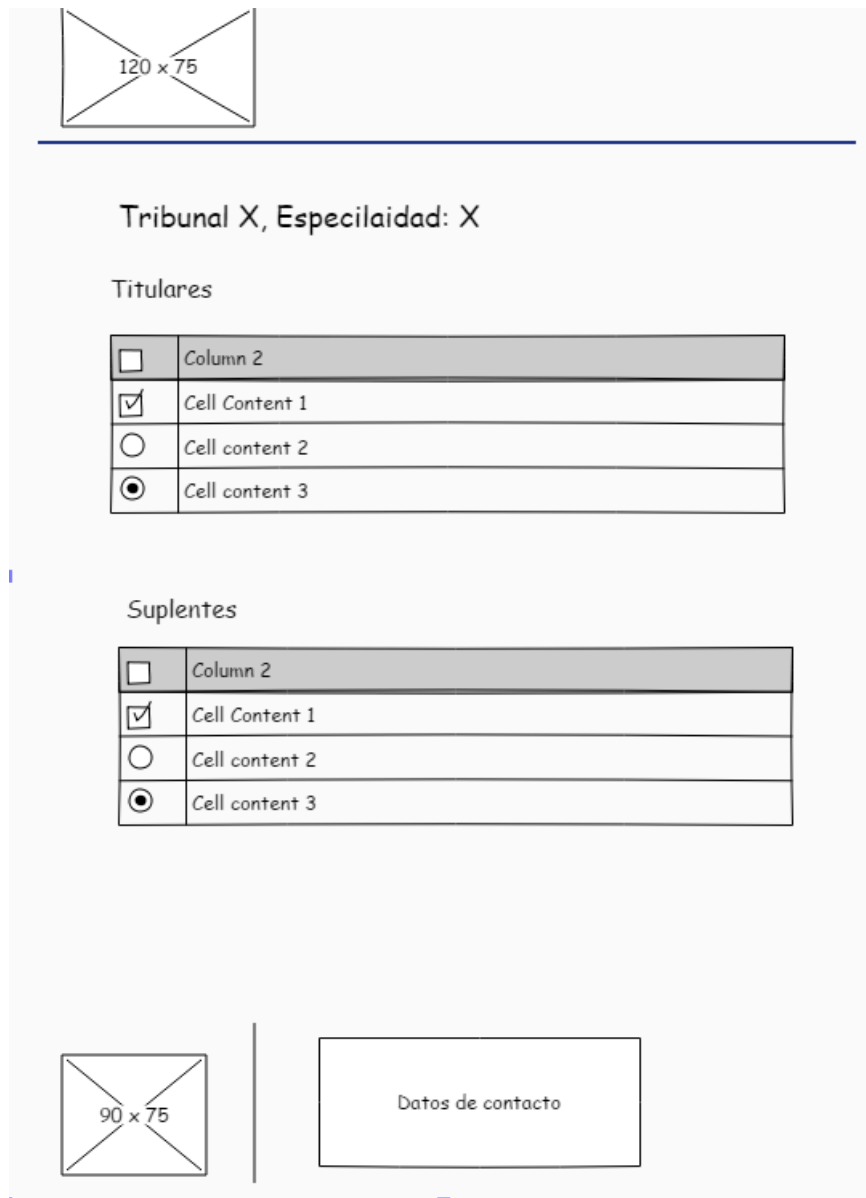 120 x 75
Tribunal X, Especilaidad: X
Titulares
Column 2
Cell Content 1
Cell content 2
Cell content 3
Suplentes
Column 2
Cell Content 1
Cell content 2
Cell content 3
90 x 75
Datos de contacto